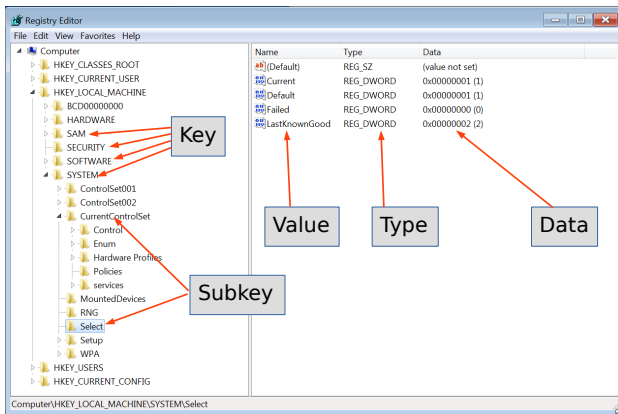 Registry Editor
File Edit View Favorites Help
Computer
HKEY_CLASSES_ROOT
HKEY_CURRENT_USER
HKEY_LOCAL_MACHINE
BCD00000000
HARDWARE
SAM
SECURITY
SOFTWARE
SYSTEM
ControlSet001
ControlSet002
CurrentControlSet
Control
Enum
Hardware Profiles
Policies
services
MountedDevices
RNG
Select
Setup
WPA
HKEY_USERS
HKEY_CURRENT_CONFIG
Key
Subkey
Name Type Data
(Default) REG_SZ (value not set)
Current REG_DWORD 0x00000001 (1)
Default REG_DWORD 0x00000001 (1)
Failed REG_DWORD 0x00000000 (0)
LastKnownGood REG_DWORD 0x00000002 (2)
Value Type Data
Computer\HKEY_LOCAL_MACHINE\SYSTEM\Select